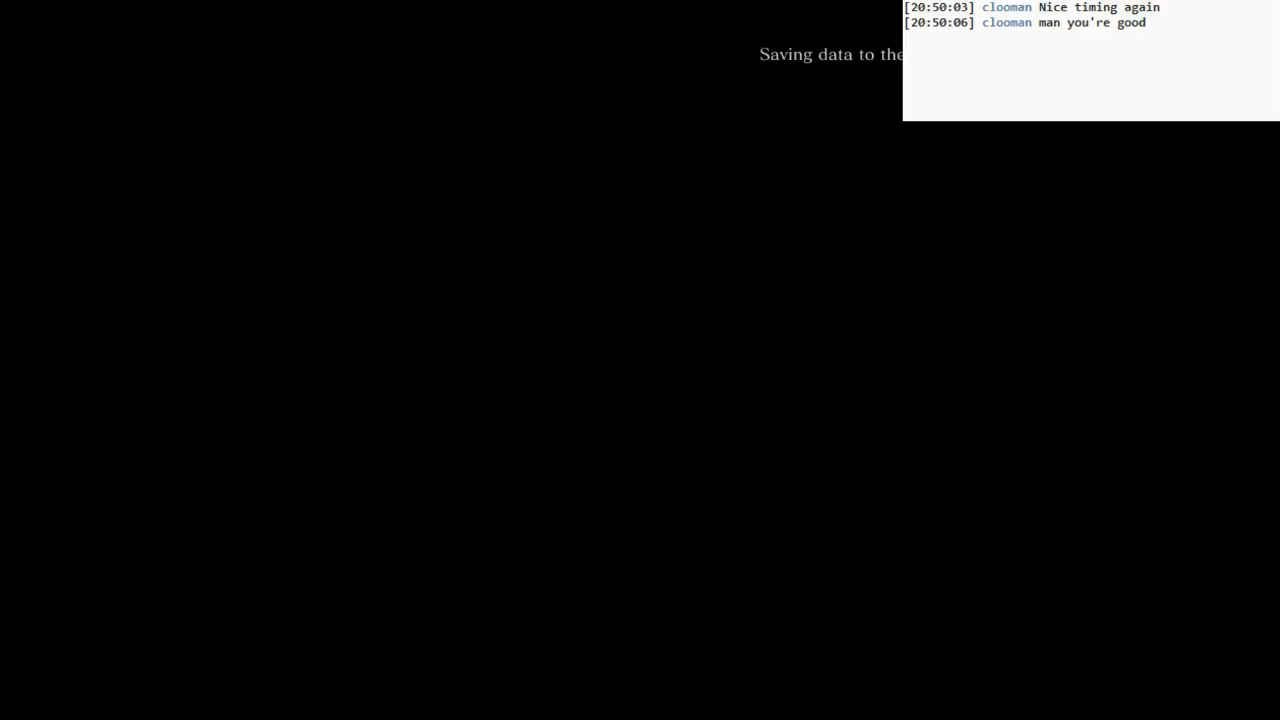 [20:50:03] clooman Nice timing again
[20:50:06] clooman man you're good
Saving data to the